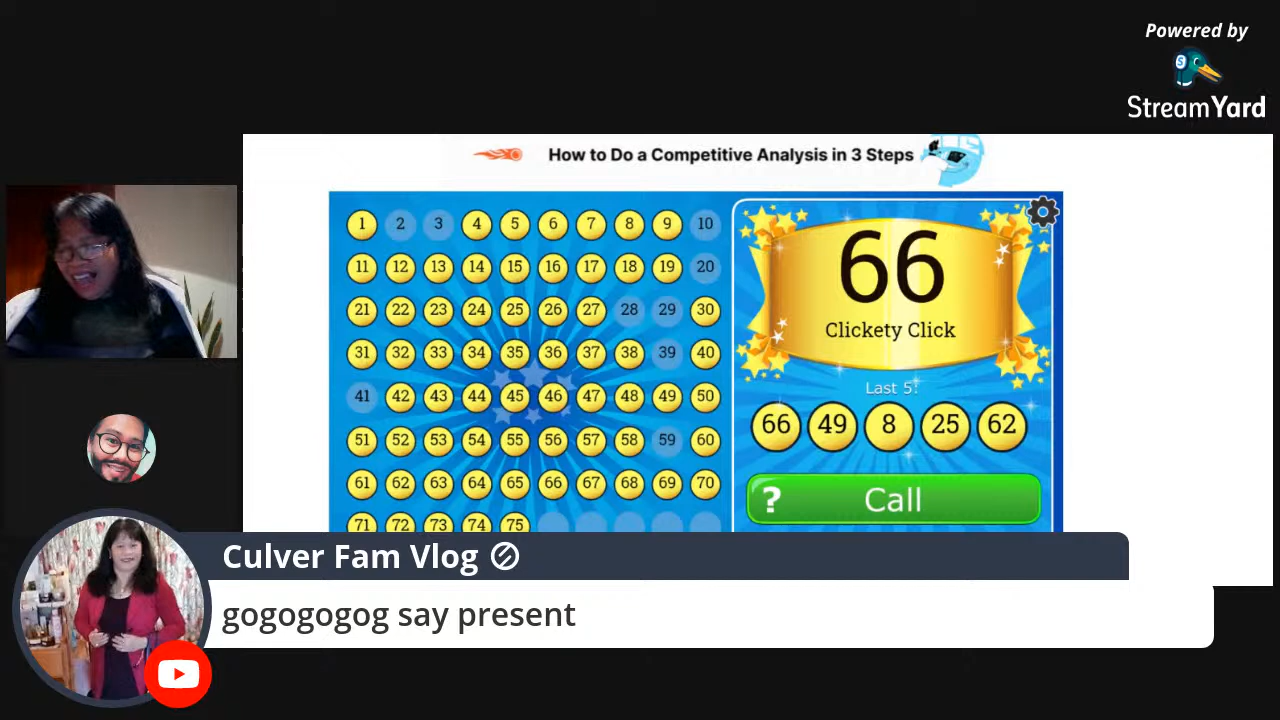 Powered by
StreamYard
How to Do a Competitive Analysis in 3 Steps
1 2 3 4 5 6 7 8 9 10
11 12 13 14 15 16 17 18 19 20
21 22 23 24 25 26 27 28 29 30
31 32 33 34 35 36 37 38 39 40
41 42 43 44 45 46 47 48 49 50
51 52 53 54 55 56 57 58 59 60
61 62 63 64 65 66 67 68 69 70
71 72 73 74 75
66
Clickety Click
Last 5:
66 49 8 25 62
? Call
Culver Fam Vlog
gogogogog say present